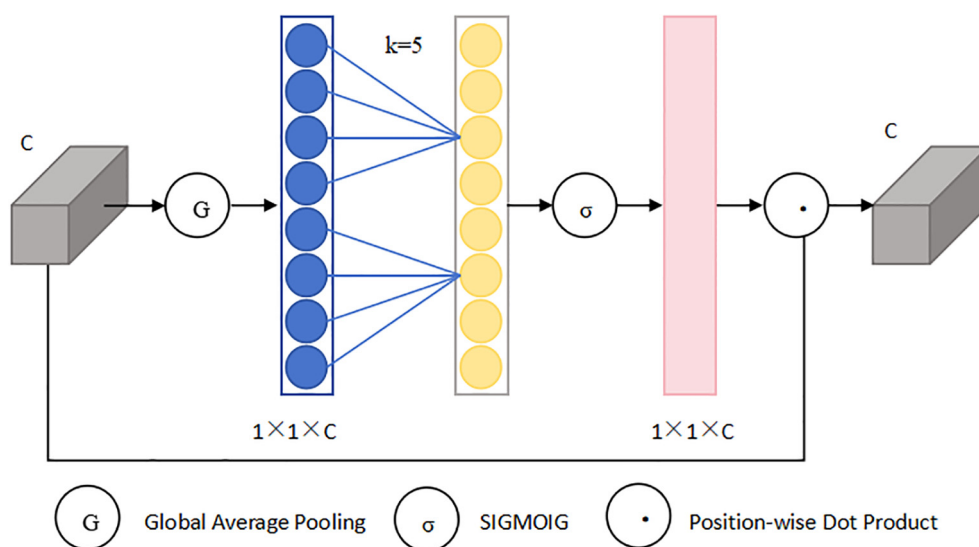 k=5
C
C
G
σ
·
1×1×C
1×1×C
G Global Average Pooling
σ SIGMOIG
· Position-wise Dot Product